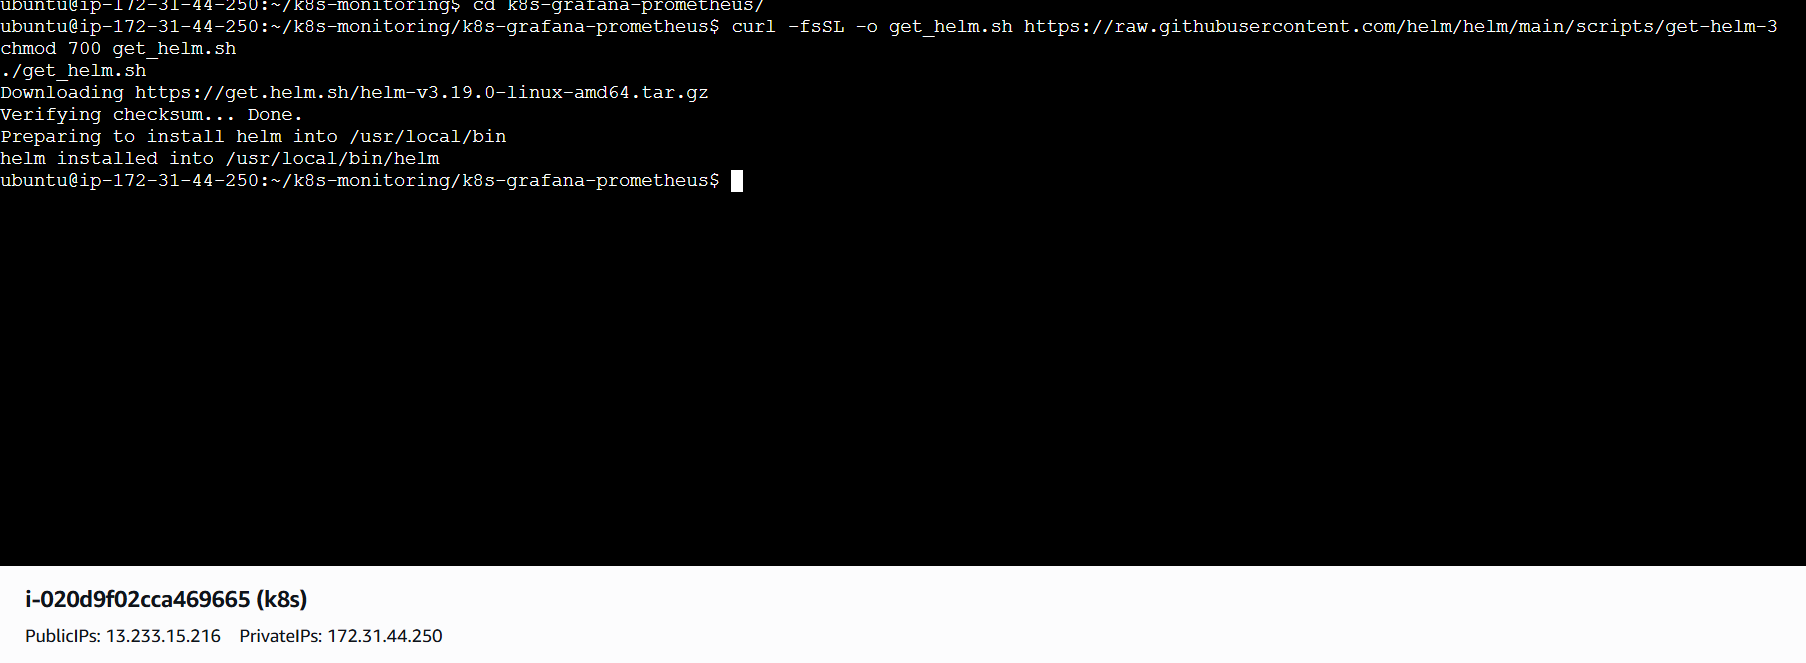 ubuntu@ip-172-31-44-250:~/k8s-monitoring$ cd k8s-grafana-prometheus/
ubuntu@ip-172-31-44-250:~/k8s-monitoring/k8s-grafana-prometheus$ curl -fsSL -o get_helm.sh https://raw.githubusercontent.com/helm/helm/main/scripts/get-helm-3
chmod 700 get_helm.sh
./get_helm.sh
Downloading https://get.helm.sh/helm-v3.19.0-linux-amd64.tar.gz
Verifying checksum... Done.
Preparing to install helm into /usr/local/bin
helm installed into /usr/local/bin/helm
ubuntu@ip-172-31-44-250:~/k8s-monitoring/k8s-grafana-prometheus$
i-020d9f02cca469665 (k8s)
PublicIPs: 13.233.15.216 PrivateIPs: 172.31.44.250